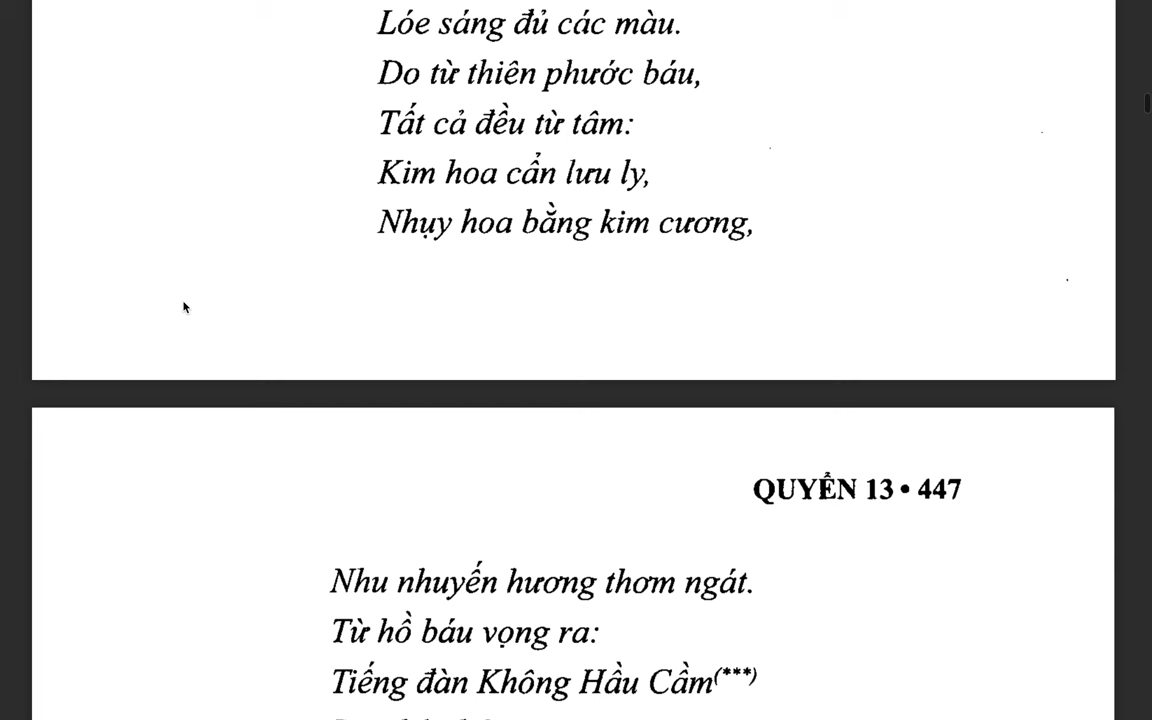 Lóe sáng đủ các màu.
Do từ thiên phước báu,
Tất cả đều từ tâm:
Kim hoa cẩn lưu ly,
Nhụy hoa bằng kim cương,
QUYỂN 13 • 447
Nhu nhuyến hương thơm ngát.
Từ hồ báu vọng ra:
Tiếng đàn Không Hầu Cầm(***)